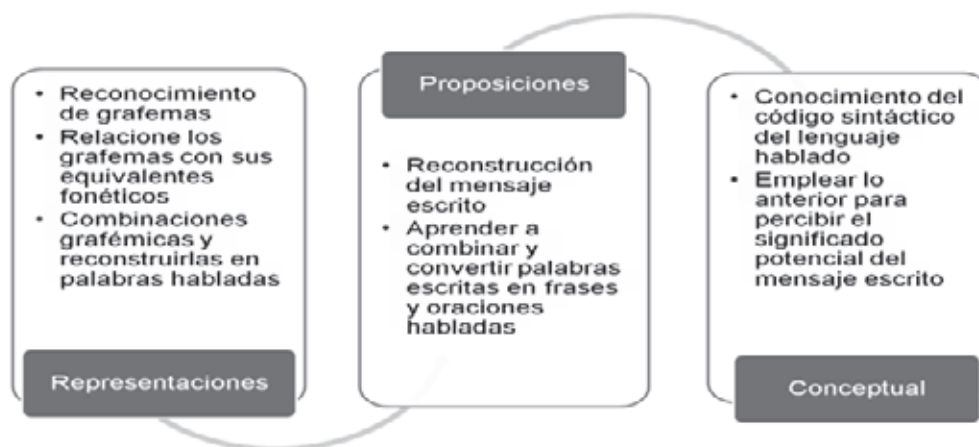 • Reconocimiento
de grafemas
• Relacione los
grafemas con sus
equivalentes
fonéticos
• Combinaciones
grafémicas y
reconstruirlas en
palabras habladas
Representaciones
Proposiciones
• Reconstrucción
del mensaje
escrito
• Aprender a
combinar y
convertir palabras
escritas en frases
y oraciones
habladas
• Conocimiento del
código sintáctico
del lenguaje
hablado
• Emplear lo
anterior para
percibir el
significado
potencial del
mensaje escrito
Conceptual